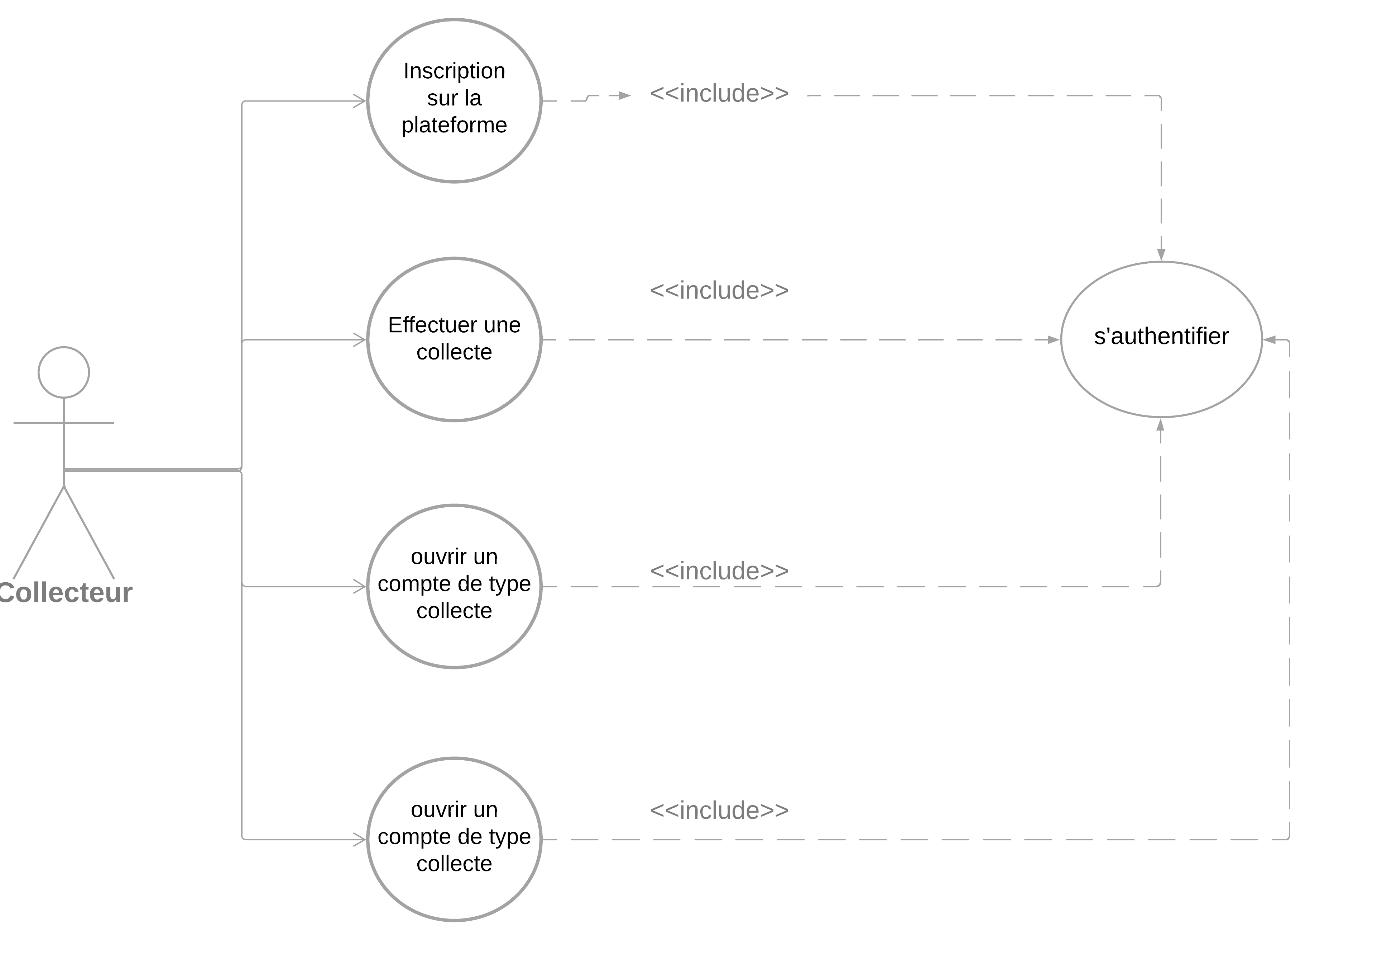 Inscription
sur la
plateforme
<<include>>
Effectuer une
collecte
<<include>>
s'authentifier
Collecteur
ouvrir un
compte de type
collecte
<<include>>
ouvrir un
compte de type
collecte
<<include>>